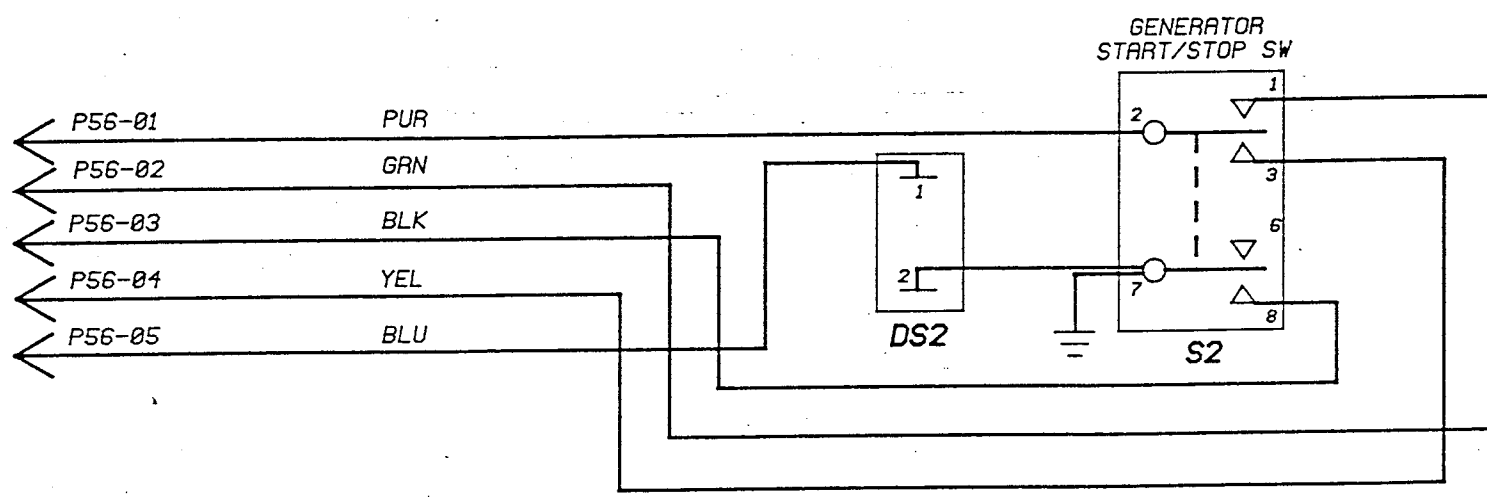 GENERATOR
START/STOP SW
1
P56-01 PUR 2
P56-02 GRN
1 3
P56-03 BLK 6
P56-04 YEL 2 7
8
P56-05 BLU DS2 S2